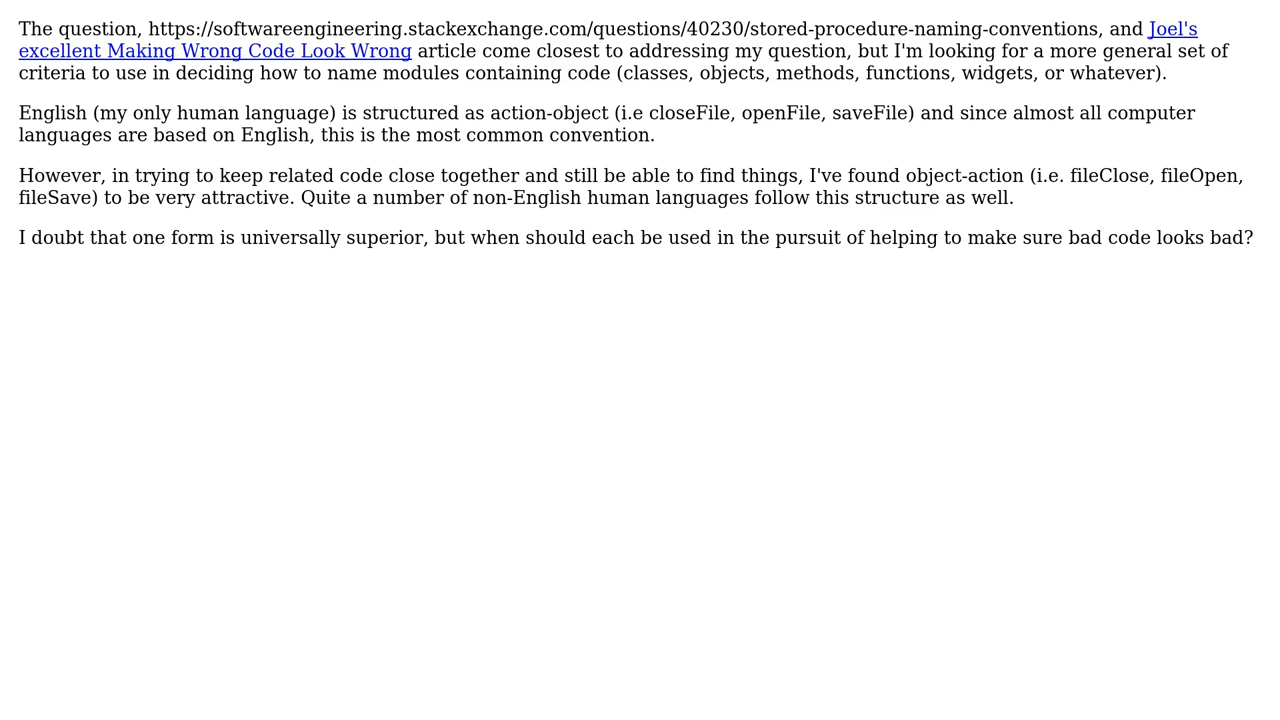 The question, https://softwareengineering.stackexchange.com/questions/40230/stored-procedure-naming-conventions, and Joel's
excellent Making Wrong Code Look Wrong article come closest to addressing my question, but I'm looking for a more general set of
criteria to use in deciding how to name modules containing code (classes, objects, methods, functions, widgets, or whatever).
English (my only human language) is structured as action-object (i.e closeFile, openFile, saveFile) and since almost all computer
languages are based on English, this is the most common convention.
However, in trying to keep related code close together and still be able to find things, I've found object-action (i.e. fileClose, fileOpen,
fileSave) to be very attractive. Quite a number of non-English human languages follow this structure as well.
I doubt that one form is universally superior, but when should each be used in the pursuit of helping to make sure bad code looks bad?